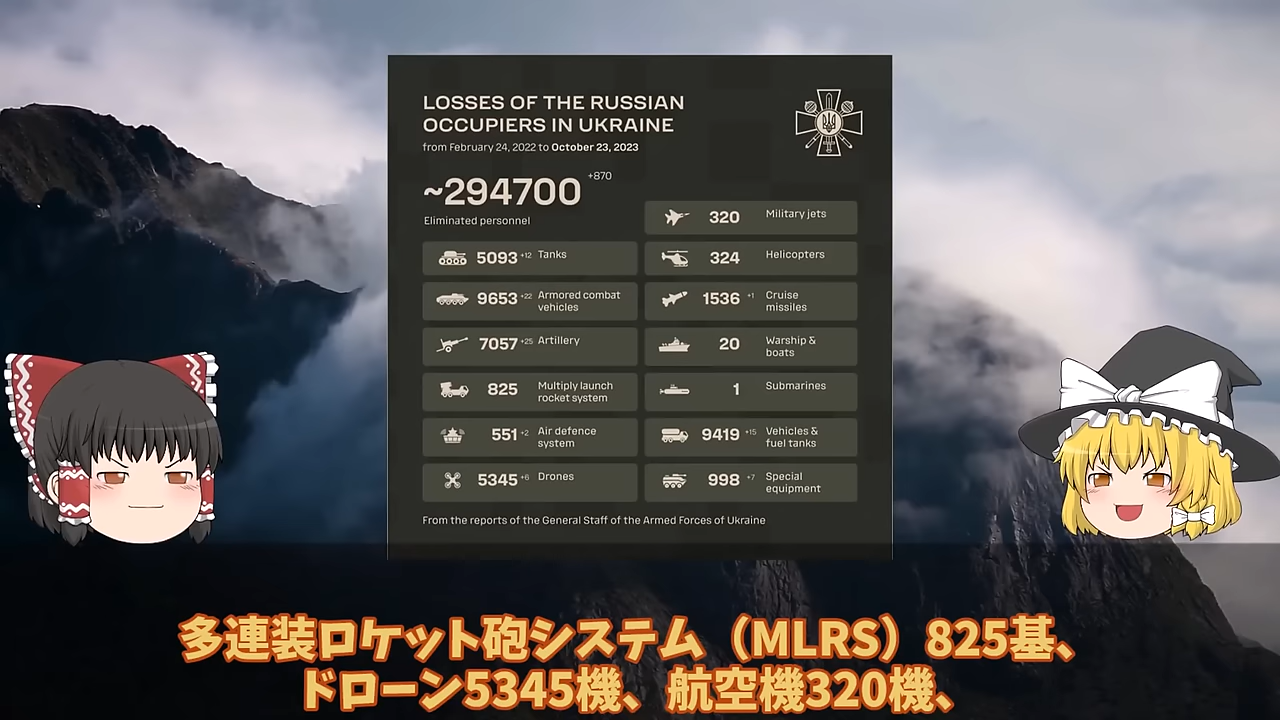 LOSSES OF THE RUSSIAN
OCCUPIERS IN UKRAINE
from February 24, 2022 to October 23, 2023
~294700 +870
Eliminated personnel
320 Military jets
5093 +12 Tanks
324 Helicopters
9653 +22 Armored combat
vehicles
1536 +1 Cruise
missiles
7057 +25 Artillery
20 Warship &
boats
825 Multiply launch
rocket system
1 Submarines
551 +2 Air defence
system
9419 +15 Vehicles &
fuel tanks
5345 +6 Drones
998 +7 Special
equipment
From the reports of the General Staff of the Armed Forces of Ukraine
多連装ロケット砲システム（MLRS）825基、
ドローン5345機、航空機320機、